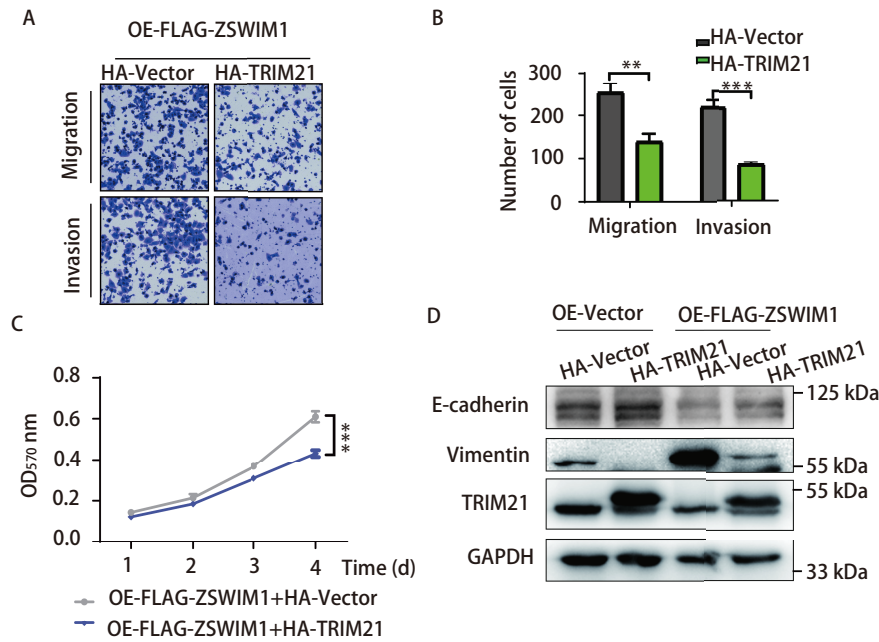 A
OE-FLAG-ZSWIM1
HA-Vector HA-TRIM21
Migration
Invasion
B
HA-Vector
HA-TRIM21
Number of cells
300
200
100
0
**
***
Migration Invasion
C
OD570 nm
0.8
0.6
0.4
0.2
0.0
***
1 2 3 4 Time (d)
OE-FLAG-ZSWIM1+HA-Vector
OE-FLAG-ZSWIM1+HA-TRIM21
D
OE-Vector OE-FLAG-ZSWIM1
HA-Vector HA-TRIM21 HA-Vector HA-TRIM21
E-cadherin 125 kDa
Vimentin 55 kDa
TRIM21 55 kDa
GAPDH 33 kDa